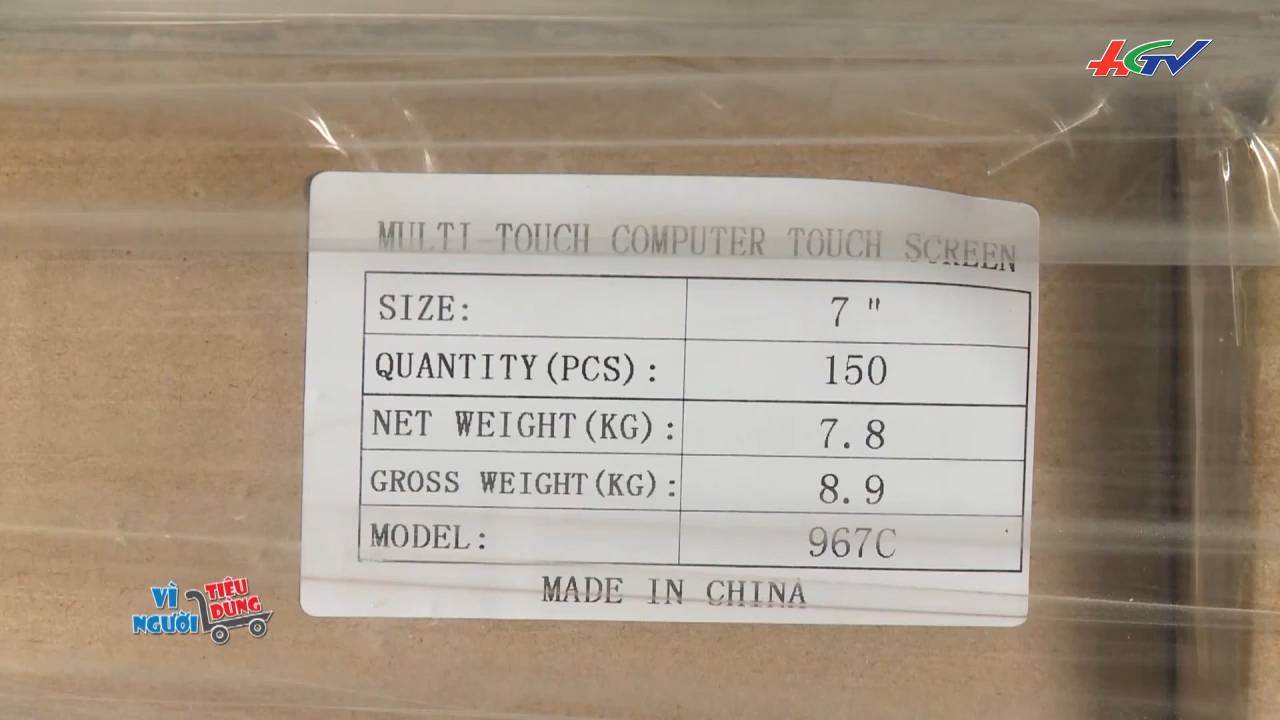 HGTV
MULTI-TOUCH COMPUTER TOUCH SCREEN
SIZE: 7"
QUANTITY(PCS): 150
NET WEIGHT(KG): 7.8
GROSS WEIGHT(KG): 8.9
MODEL: 967C
MADE IN CHINA
VÌ NGƯỜI TIÊU DÙNG